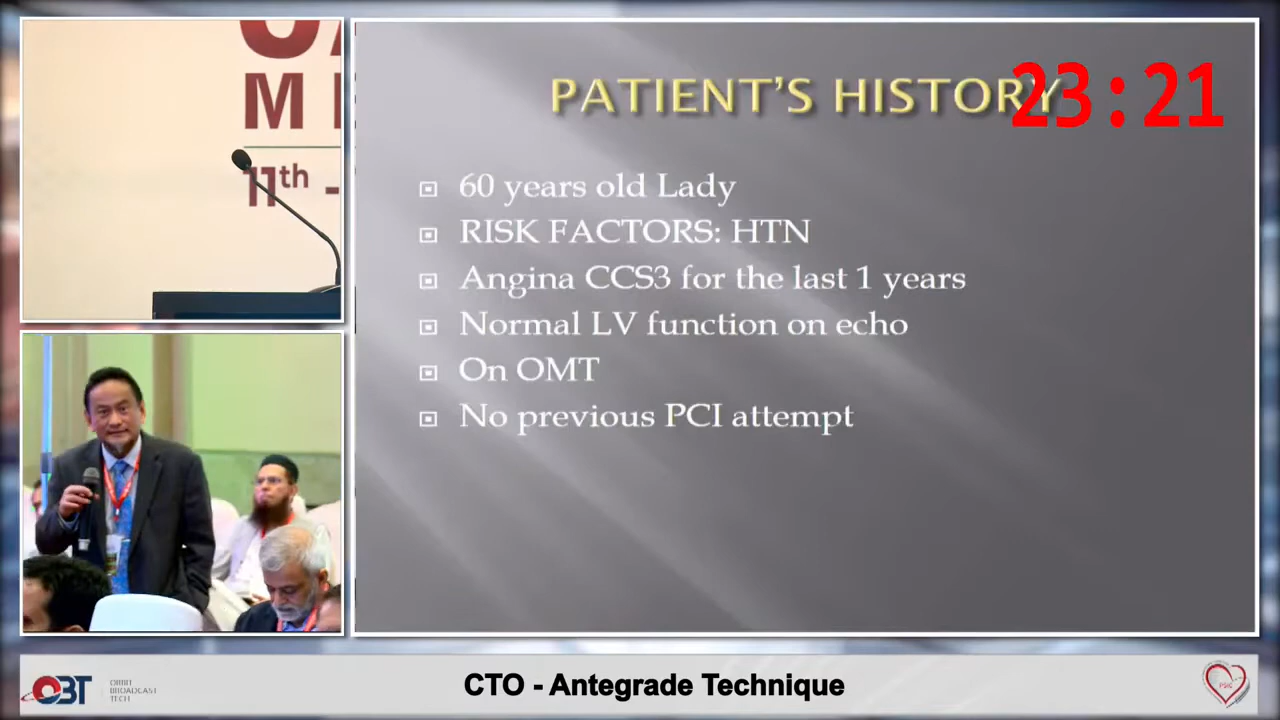 M
11th -
PATIENT'S HISTORY
23:21
60 years old Lady
RISK FACTORS: HTN
Angina CCS3 for the last 1 years
Normal LV function on echo
On OMT
No previous PCI attempt
OBT
ORBIT
BROADCAST
TECH
CTO - Antegrade Technique